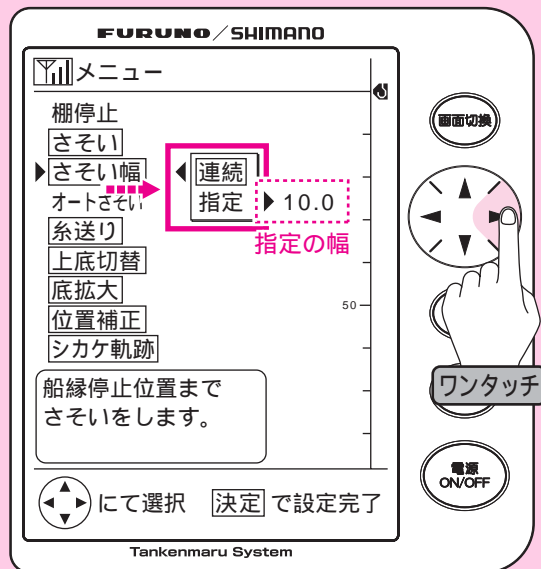 FURUNO/SHIMANO
メニュー
棚停止
さそい
さそい幅
連続
オートさそい
指定
10.0
指定の幅
糸送り
上底切替
底拡大
50
位置補正
シカケ軌跡
船縁停止位置まで
さそいをします。
にて選択 決定 で設定完了
Tankenmaru System
画面切換
ワンタッチ
電源
ON/OFF